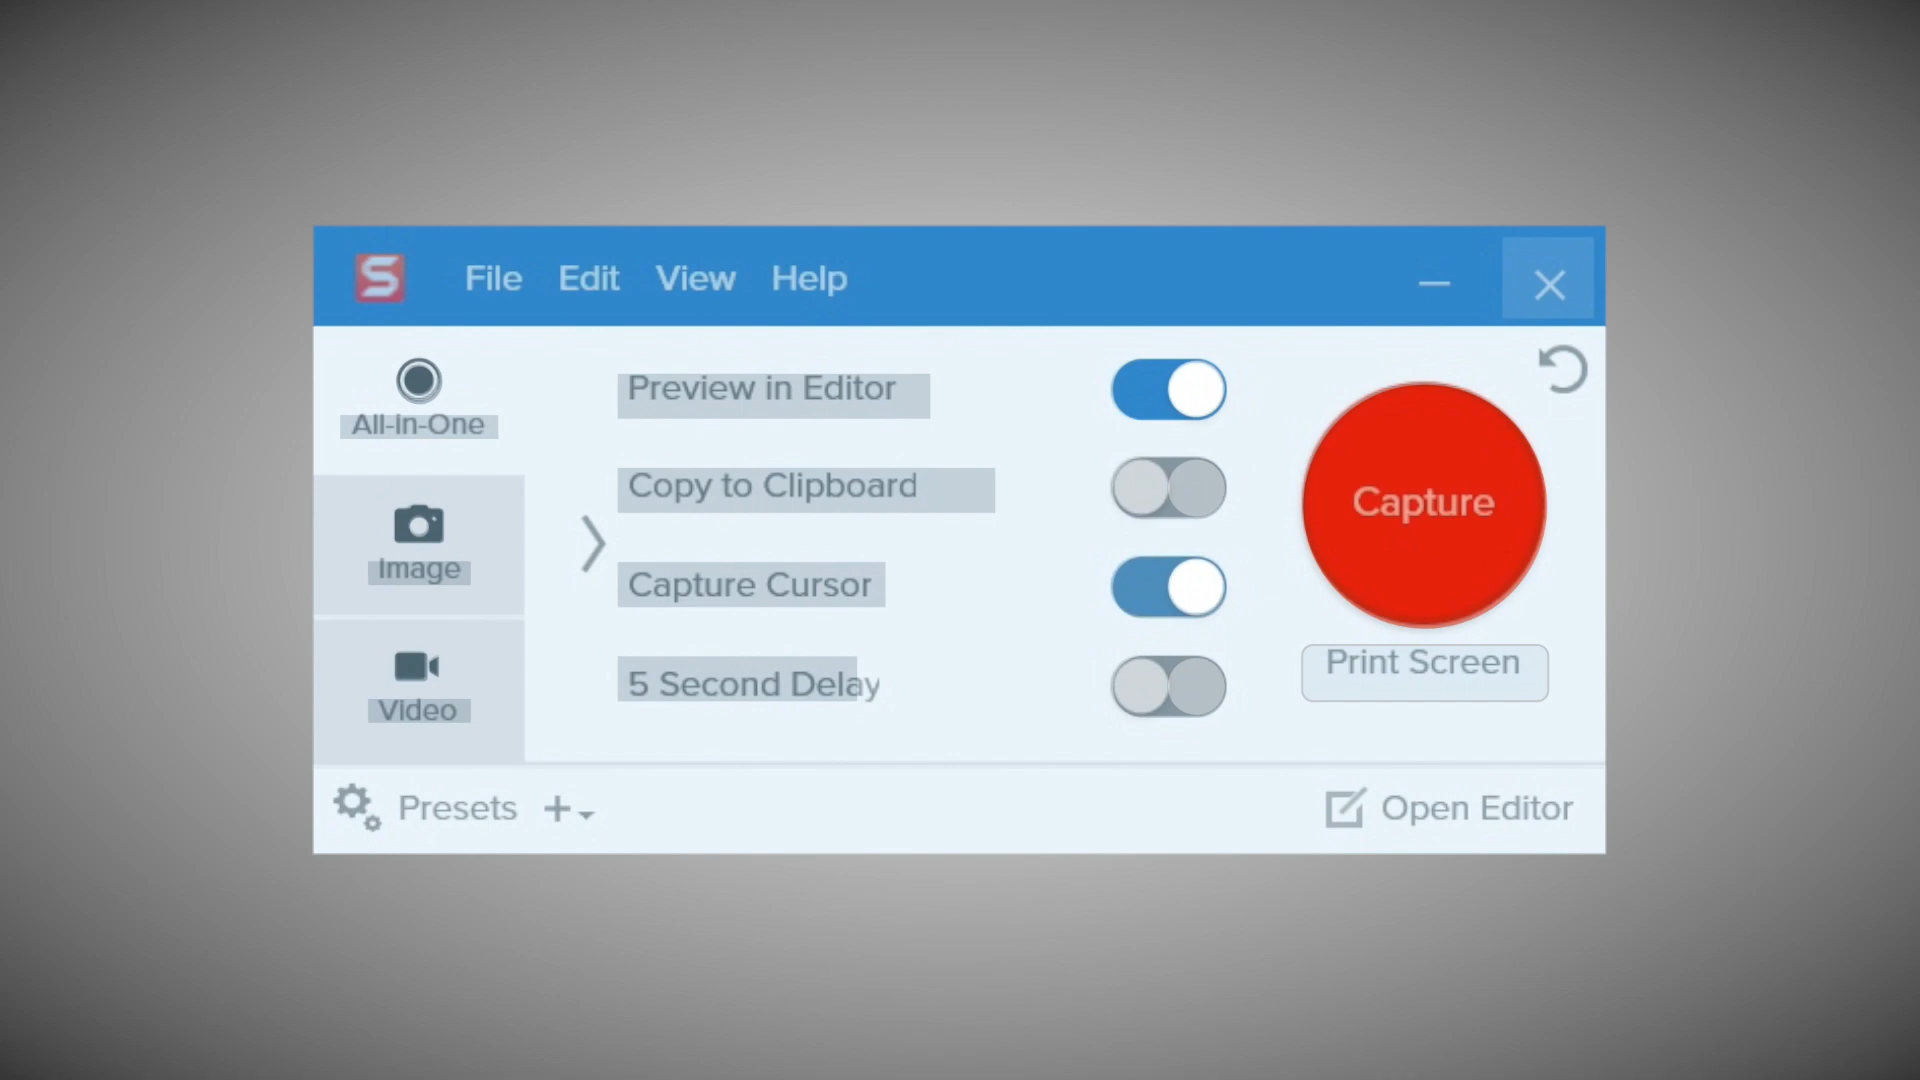 S
File Edit View Help
All-in-One
Image
Video
Preview in Editor
Copy to Clipboard
Capture Cursor
5 Second Delay
Capture
Print Screen
Presets
Open Editor